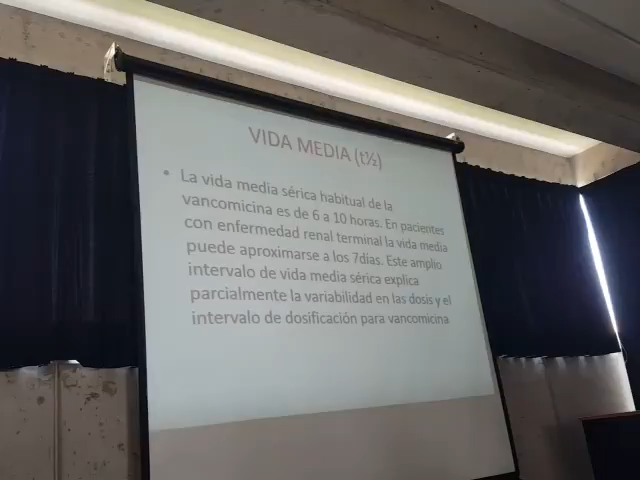 VIDA MEDIA (t½)
• La vida media sérica habitual de la
vancomicina es de 6 a 10 horas. En pacientes
con enfermedad renal terminal la vida media
puede aproximarse a los 7días. Este amplio
intervalo de vida media sérica explica
parcialmente la variabilidad en las dosis y el
intervalo de dosificación para vancomicina